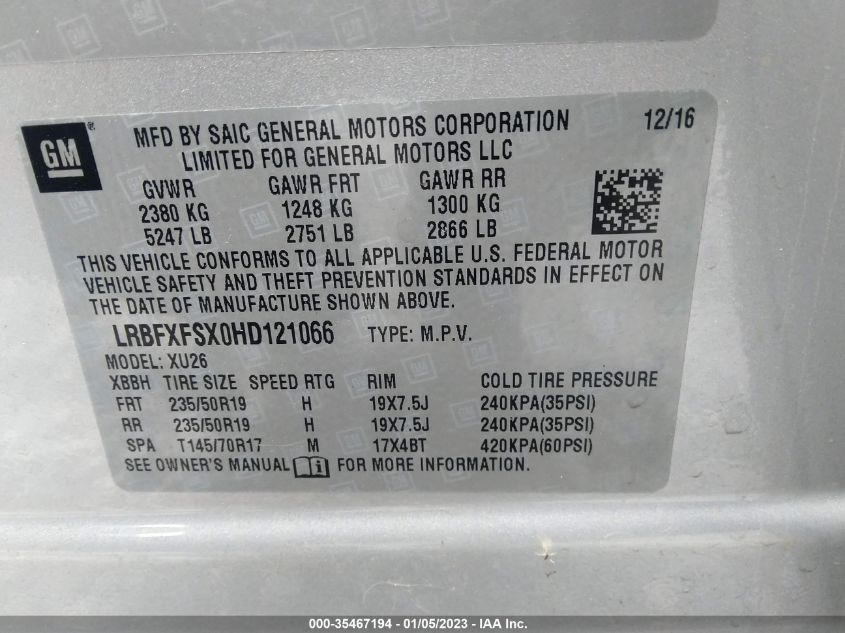 GM ®
MFD BY SAIC GENERAL MOTORS CORPORATION 12/16
LIMITED FOR GENERAL MOTORS LLC
GVWR GAWR FRT GAWR RR
2380 KG 1248 KG 1300 KG
5247 LB 2751 LB 2866 LB
THIS VEHICLE CONFORMS TO ALL APPLICABLE U.S. FEDERAL MOTOR
VEHICLE SAFETY AND THEFT PREVENTION STANDARDS IN EFFECT ON
THE DATE OF MANUFACTURE SHOWN ABOVE.
LRBFXFSX0HD121066 TYPE: M.P.V.
MODEL: XU26
XBBH TIRE SIZE SPEED RTG RIM COLD TIRE PRESSURE
FRT 235/50R19 H 19X7.5J 240KPA(35PSI)
RR 235/50R19 H 19X7.5J 240KPA(35PSI)
SPA T145/70R17 M 17X4BT 420KPA(60PSI)
SEE OWNER'S MANUAL FOR MORE INFORMATION.
000-35467194 - 01/05/2023 - IAA Inc.